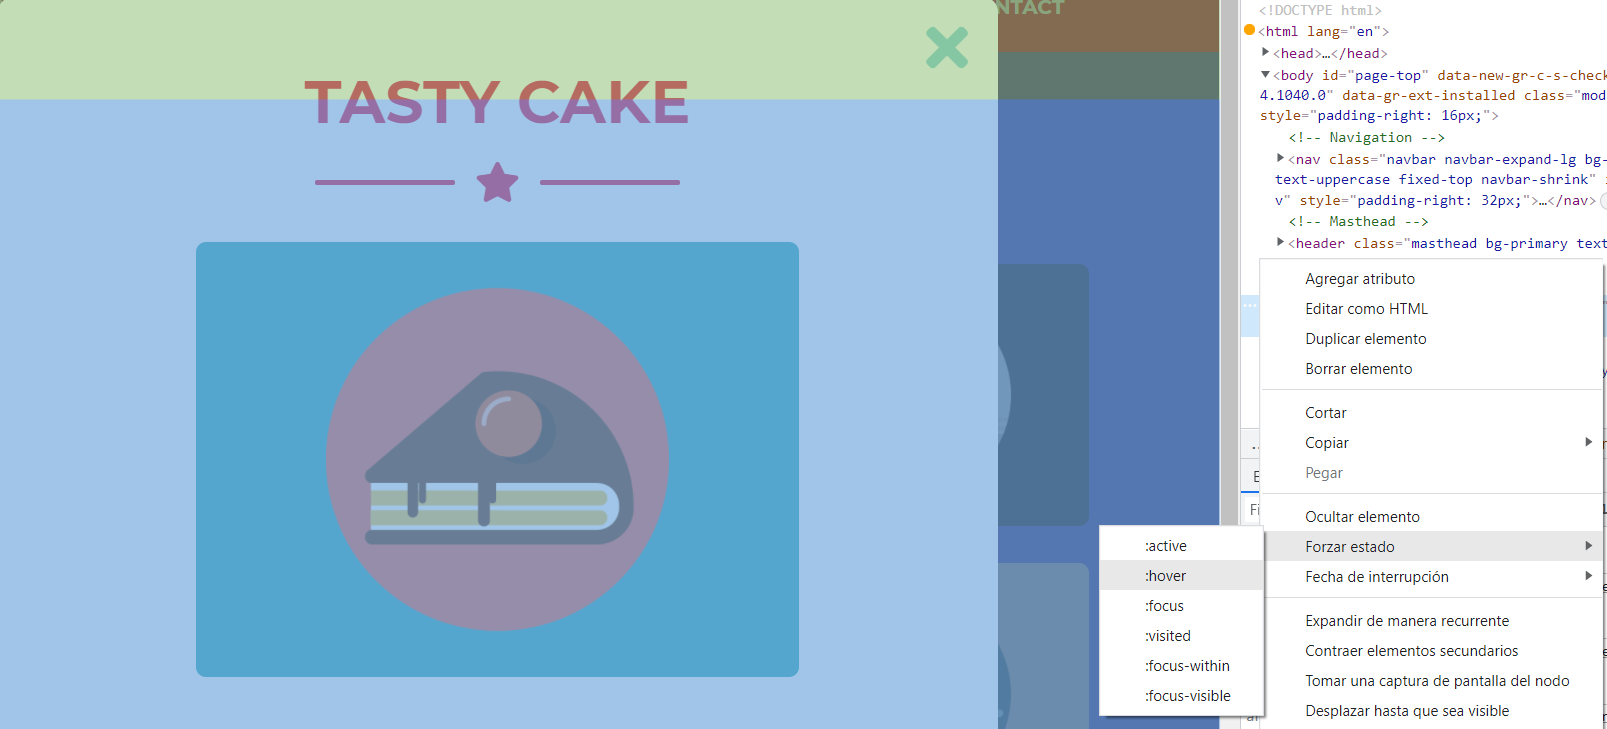 NTACT
TASTY CAKE
<!DOCTYPE html>
<html lang="en">
<head>…</head>
<body id="page-top" data-new-gr-c-s-check
4.1040.0" data-gr-ext-installed class="mod
style="padding-right: 16px;">
<!-- Navigation -->
<nav class="navbar navbar-expand-lg bg-
text-uppercase fixed-top navbar-shrink"
v" style="padding-right: 32px;">…</nav>
<!-- Masthead -->
<header class="masthead bg-primary text
Agregar atributo
Editar como HTML
Duplicar elemento
Borrar elemento
Cortar
Copiar
Pegar
Ocultar elemento
Forzar estado
Fecha de interrupción
Expandir de manera recurrente
Contraer elementos secundarios
Tomar una captura de pantalla del nodo
Desplazar hasta que sea visible
:active
:hover
:focus
:visited
:focus-within
:focus-visible